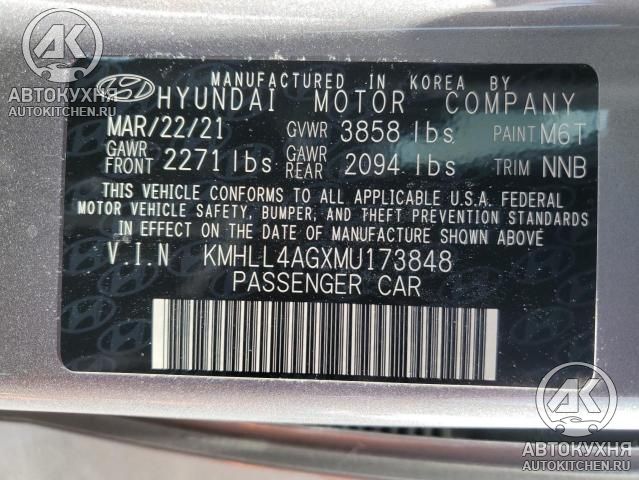 AK
АВТОКУХНЯ
AUTOKITCHEN.RU
MANUFACTURED IN KOREA BY
HYUNDAI MOTOR COMPANY
MAR/22/21 GVWR 3858 lbs PAINT M6T
GAWR FRONT 2271 lbs GAWR REAR 2094 lbs TRIM NNB
THIS VEHICLE CONFORMS TO ALL APPLICABLE U.S.A. FEDERAL
MOTOR VEHICLE SAFETY, BUMPER, AND THEFT PREVENTION STANDARDS
IN EFFECT ON THE DATE OF MANUFACTURE SHOWN ABOVE
V.I.N KMHLL4AGXMU173848
PASSENGER CAR
AK
АВТОКУХНЯ
AUTOKITCHEN.RU